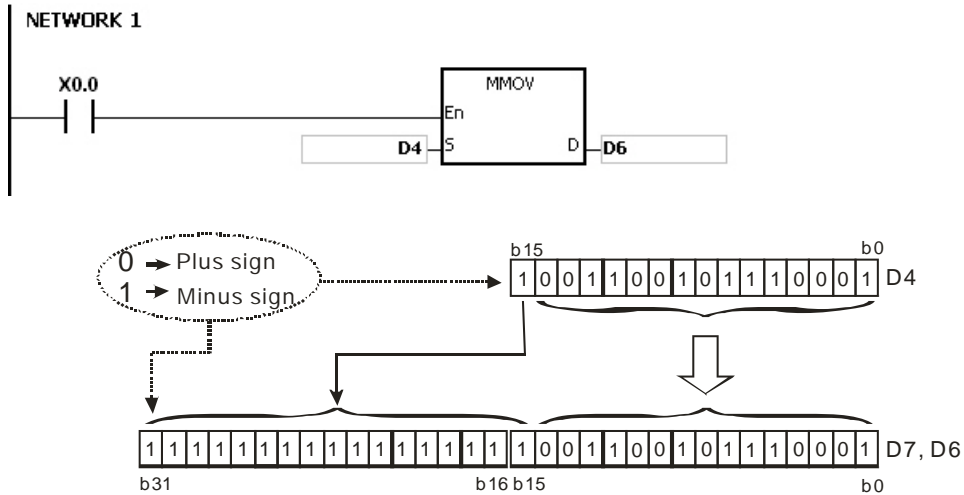 NETWORK 1
X0.0
MMOV
En
D4 S D D6
b15 b0
0 Plus sign
1 Minus sign
1 0 0 1 1 0 0 1 0 1 1 1 0 0 0 1 D4
1 1 1 1 1 1 1 1 1 1 1 1 1 1 1 1 1 0 0 1 1 0 0 1 0 1 1 1 0 0 0 1 D7, D6
b31 b16 b15 b0